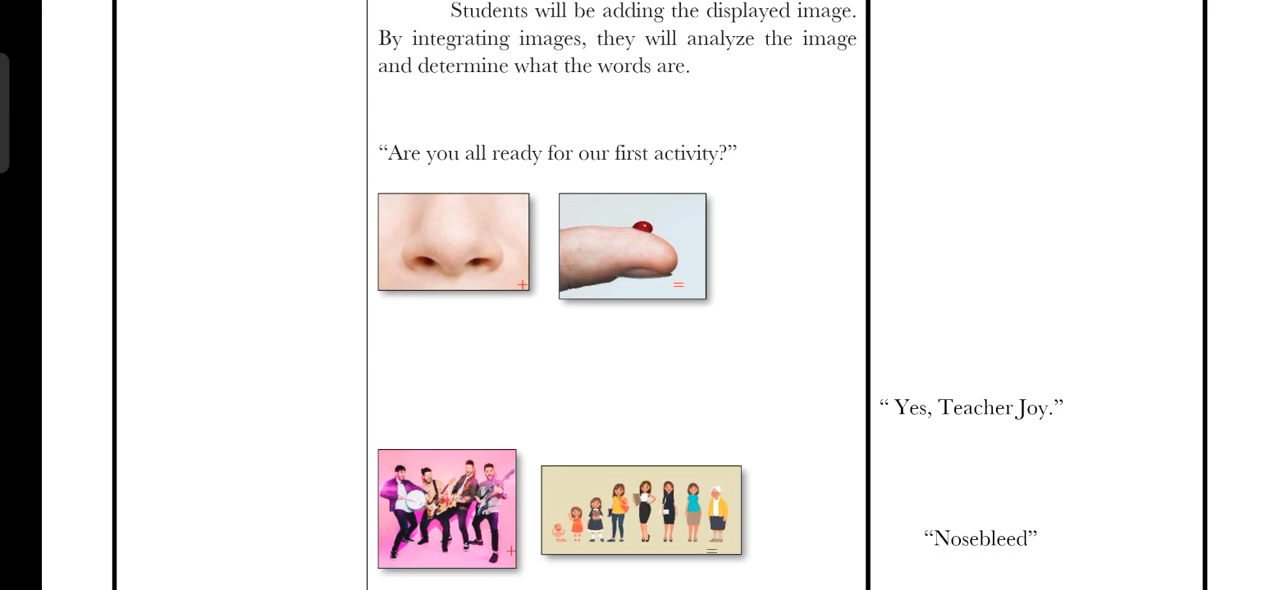 Students will be adding the displayed image.
By integrating images, they will analyze the image
and determine what the words are.
“Are you all ready for our first activity?”
+
=
“ Yes, Teacher Joy.”
“Nosebleed”
+
=